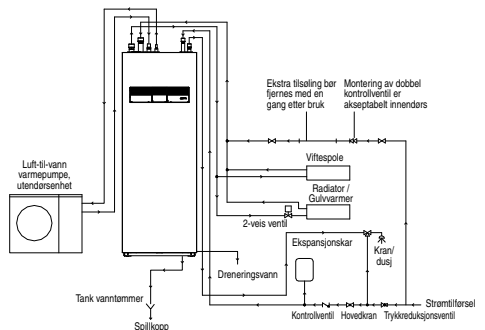 Ekstra tilsøling bør
fjernes med en
gang etter bruk
Montering av dobbel
kontrollventil er
akseptabelt innendørs
Viftespole
Luft-til-vann
varmepumpe,
utendørsenhet
Radiator /
Gulvvarmer
2-veis ventil
Ekspansjonskar
Kran/
dusj
Dreneringsvann
Tank vanntømmer
Strømtilførsel
Kontrollventil
Hovedkran
Trykkreduksjonsventil
Spillkopp